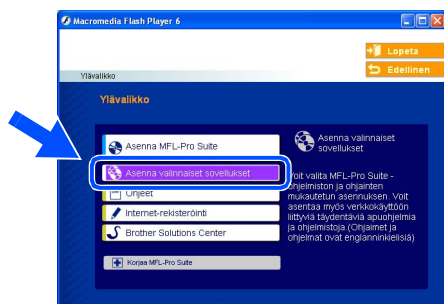 Macromedia Flash Player 6
Lopeta
Edellinen
Ylävalikko
Ylävalikko
Asenna MFL-Pro Suite
Asenna valinnaiset sovellukset
Ohjeet
Internet-rekisteröinti
Brother Solutions Center
Korjaa MFL-Pro Suite
Asenna valinnaiset
sovellukset
Voit valita MFL-Pro Suite -
ohjelmiston ja ohjainten
mukautetun asennuksen. Voit
asentaa myös verkkokäyttöön
liittyviä täydentäviä apuohjelmia
ja ohjelmistoja.(Ohjaimet ja
ohjelmat ovat englanninkielisiä)